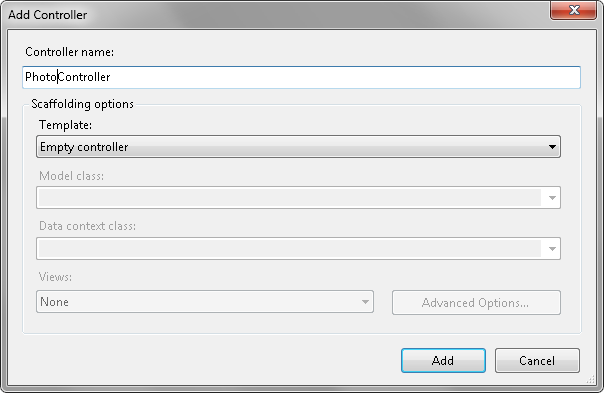 Add Controller
Controller name:
PhotoController
Scaffolding options
Template:
Empty controller
Model class:
Data context class:
Views:
None
Advanced Options...
Add
Cancel